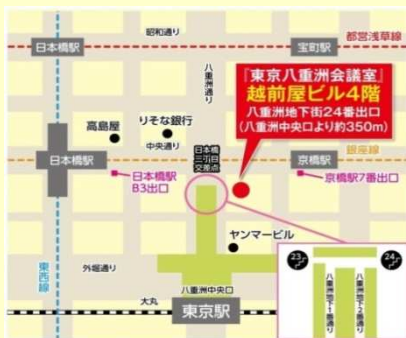 昭和通り
都営浅草線
日本橋駅
宝町駅
八重洲通り
『東京八重洲会議室』
越前屋ビル4階
八重洲地下街24番出口
(八重洲中央口より約350m)
高島屋
りそな銀行
中央通り
日本橋
三丁目
交差点
銀座線
日本橋駅
京橋駅
日本橋駅
B3出口
京橋駅7番出口
ヤンマービル
東西線
外堀通り
八重洲中央口
大丸
東京駅
23
24
八重洲地下1番通り
八重洲地下2番通り